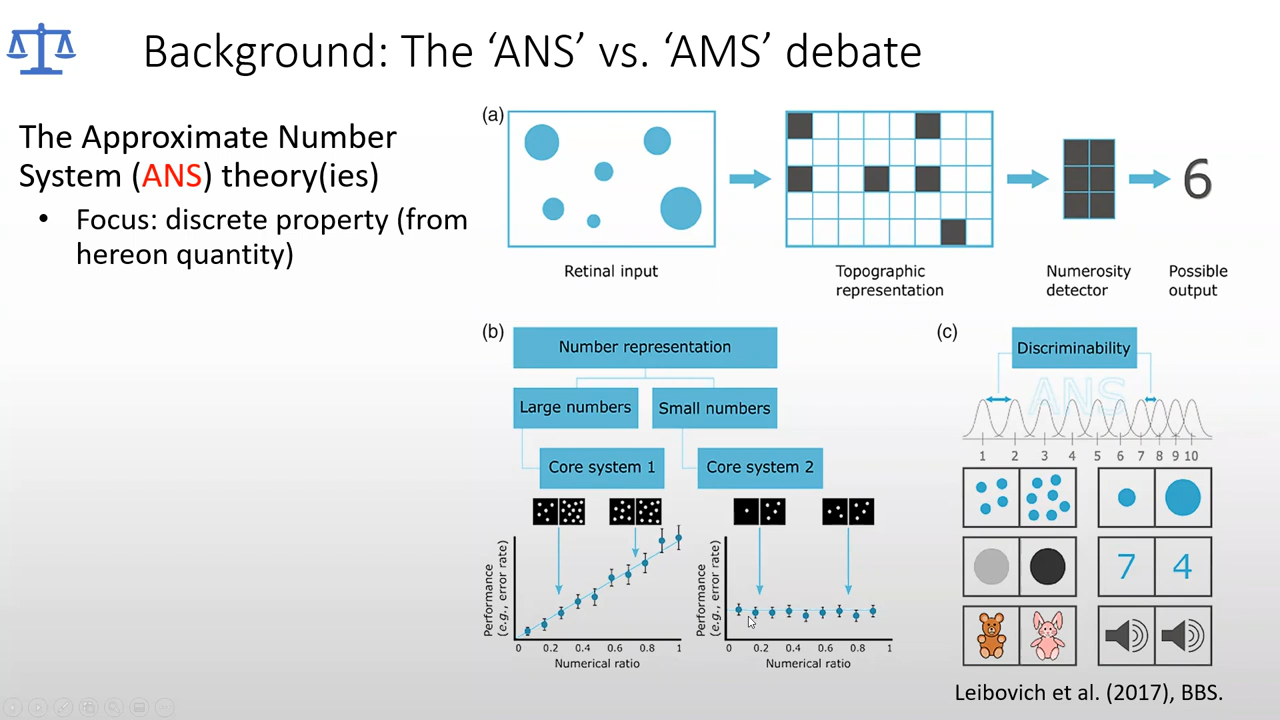 Background: The ‘ANS’ vs. ‘AMS’ debate
The Approximate Number
System (ANS) theory(ies)
• Focus: discrete property (from
hereon quantity)
(a)
6
Retinal input
Topographic
representation
Numerosity
detector
Possible
output
(b)
Number representation
Large numbers
Small numbers
Core system 1
Core system 2
Performance
(e.g., error rate)
0 0.2 0.4 0.6 0.8 1
Numerical ratio
Performance
(e.g., error rate)
0 0.2 0.4 0.6 0.8 1
Numerical ratio
(c)
Discriminability
ANS
1 2 3 4 5 6 7 8 9 10
7 4
Leibovich et al. (2017), BBS.